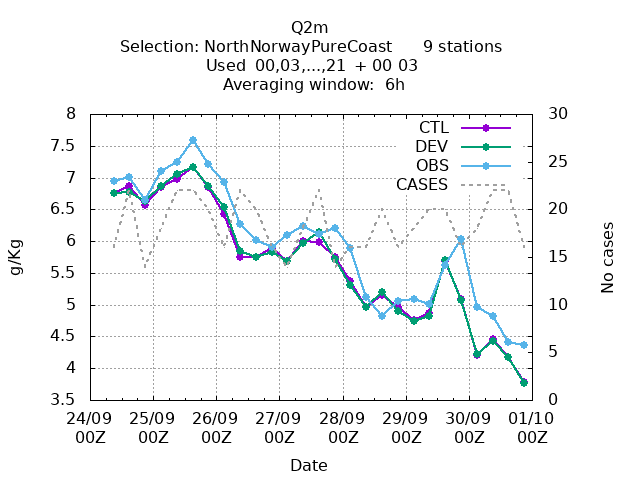 Q2m
Selection: NorthNorwayPureCoast 9 stations
Used 00,03,...,21 + 00 03
Averaging window: 6h
8 30
7.5
7 25
6.5 20
6
5.5 15
5 10
4.5
4 5
3.5 0
CTL
DEV
OBS
CASES
g/Kg
No cases
24/09 25/09 26/09 27/09 28/09 29/09 30/09 01/10
00Z 00Z 00Z 00Z 00Z 00Z 00Z 00Z
Date